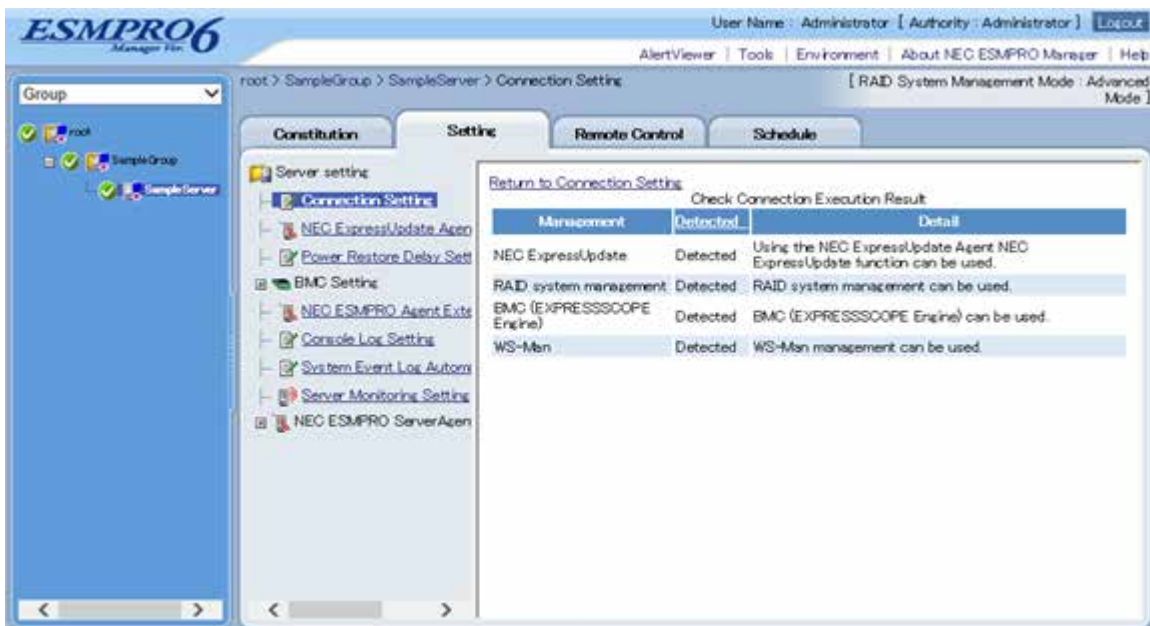 ESMPRO6
Manager Ver.
User Name : Administrator [ Authority : Administrator ] Logout
AlertViewer | Tools | Environment | About NEC ESMPRO Manager | Help
Group
root
SampleGroup
SampleServer
root > SampleGroup > SampleServer > Connection Setting
[ RAID System Management Mode : Advanced
Mode ]
Constitution Setting Remote Control Schedule
Server setting
Connection Setting
NEC ExpressUpdate Agen
Power Restore Delay Sett
BMC Setting
NEC ESMPRO Agent Exte
Console Log Setting
System Event Log Autom
Server Monitoring Setting
NEC ESMPRO ServerAgen
Return to Connection Setting
Check Connection Execution Result
Management Detected Detail
NEC ExpressUpdate Detected Using the NEC ExpressUpdate Agent NEC
ExpressUpdate function can be used.
RAID system management Detected RAID system management can be used.
BMC (EXPRESSSCOPE
Engine) Detected BMC (EXPRESSSCOPE Engine) can be used.
WS-Man Detected WS-Man management can be used.